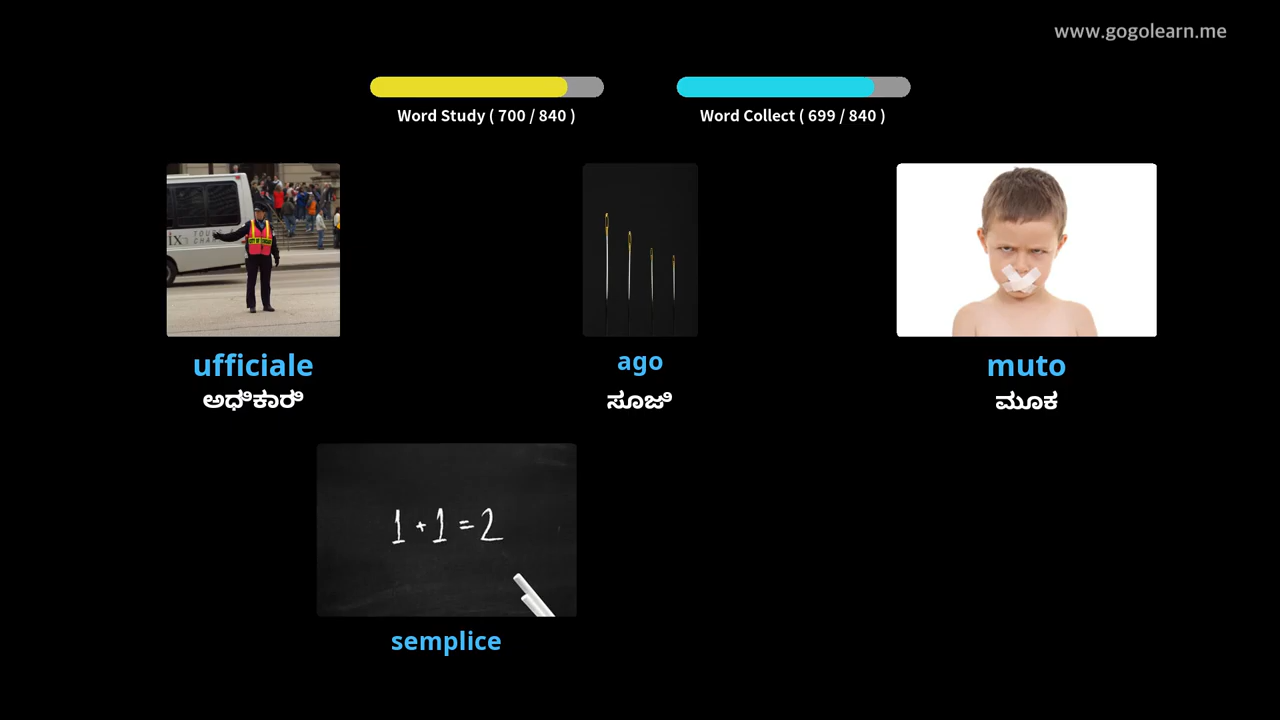 www.gogolearn.me
Word Study ( 700 / 840 )
Word Collect ( 699 / 840 )
ufficiale
ಅಧಿಕಾರಿ
ago
ಸೂಜಿ
muto
ಮೂಕ
1 + 1 = 2
semplice